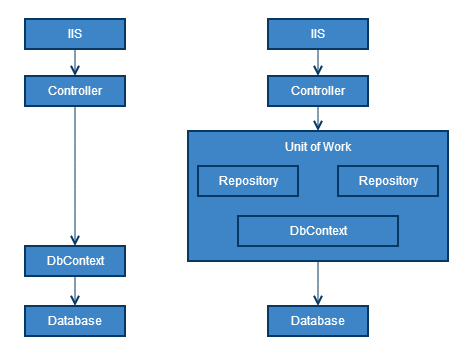 IIS
Controller
DbContext
Database
IIS
Controller
Unit of Work
Repository
Repository
DbContext
Database